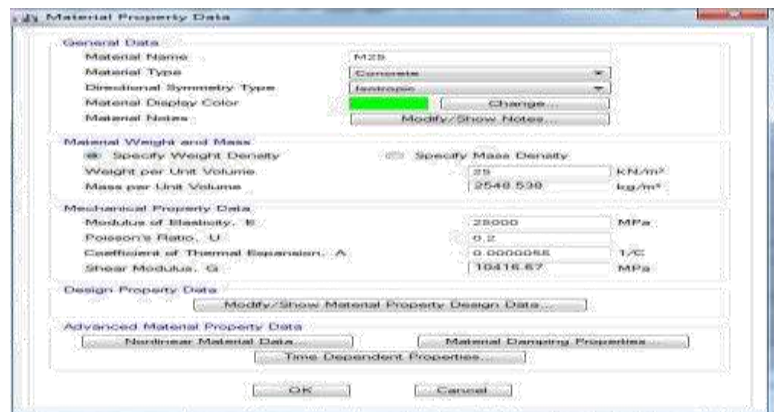 Material Property Data
General Data
Material Name M25
Material Type Concrete
Directional Symmetry Type Isotropic
Material Display Color Change...
Material Notes Modify/Show Notes...
Material Weight and Mass
Specify Weight Density Specify Mass Density
Weight per Unit Volume 25 kN/m³
Mass per Unit Volume 2548.538 kg/m³
Mechanical Property Data
Modulus of Elasticity, E 25000 MPa
Poisson's Ratio, U 0.2
Coefficient of Thermal Expansion, A 0.0000055 1/C
Shear Modulus, G 10416.67 MPa
Design Property Data
Modify/Show Material Property Design Data...
Advanced Material Property Data
Nonlinear Material Data... Material Damping Properties...
Time Dependent Properties...
OK Cancel